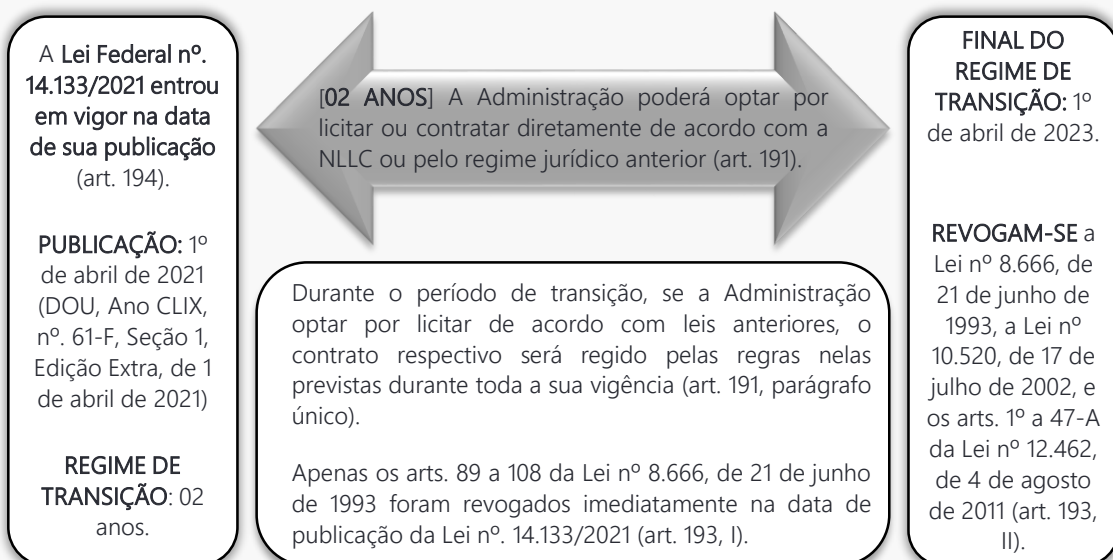 A Lei Federal nº.
14.133/2021 entrou
em vigor na data
de sua publicação
(art. 194).
PUBLICAÇÃO: 1º
de abril de 2021
(DOU, Ano CLIX,
nº. 61-F, Seção 1,
Edição Extra, de 1
de abril de 2021)
REGIME DE
TRANSIÇÃO: 02
anos.
[02 ANOS] A Administração poderá optar por
licitar ou contratar diretamente de acordo com a
NLLC ou pelo regime jurídico anterior (art. 191).
Durante o período de transição, se a Administração
optar por licitar de acordo com leis anteriores, o
contrato respectivo será regido pelas regras nelas
previstas durante toda a sua vigência (art. 191, parágrafo
único).
Apenas os arts. 89 a 108 da Lei nº 8.666, de 21 de junho
de 1993 foram revogados imediatamente na data de
publicação da Lei nº. 14.133/2021 (art. 193, I).
FINAL DO
REGIME DE
TRANSIÇÃO: 1º
de abril de 2023.
REVOGAM-SE a
Lei nº 8.666, de
21 de junho de
1993, a Lei nº
10.520, de 17 de
julho de 2002, e
os arts. 1º a 47-A
da Lei nº 12.462,
de 4 de agosto
de 2011 (art. 193,
II).